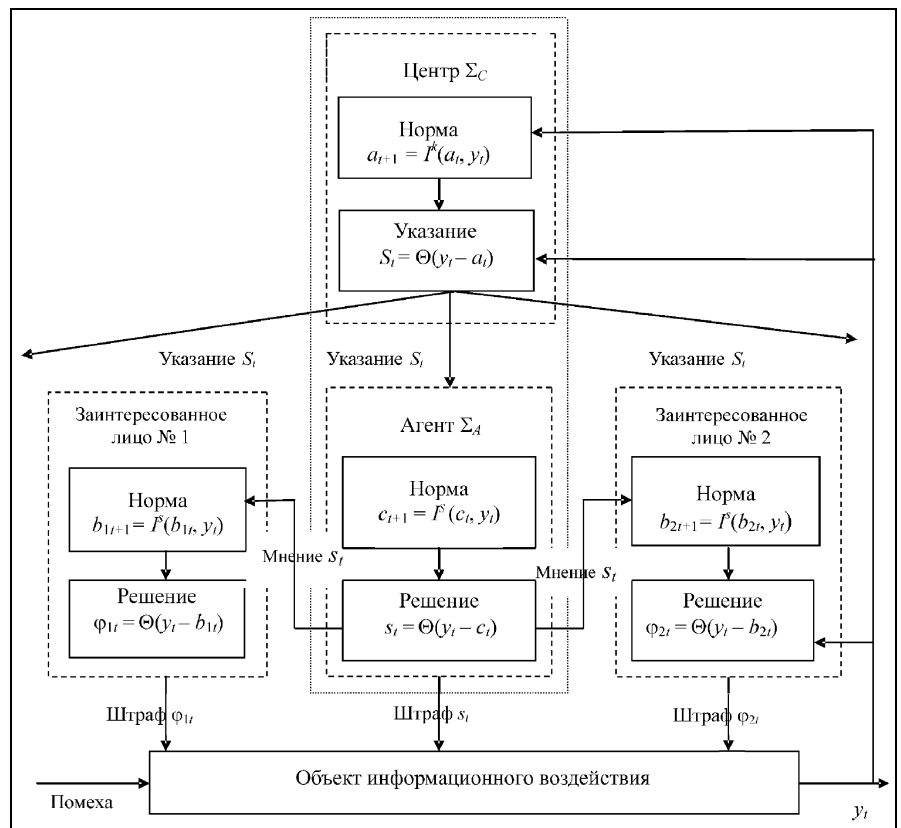 Центр Σ_C
Норма
a_{t+1} = I^k(a_t, y_t)
Указание
S_t = Θ(y_t – a_t)
Указание S_t
Указание S_t
Указание S_t
Заинтересованное
лицо № 1
Норма
b_{1t+1} = I^s(b_{1t}, y_t)
Решение
φ_{1t} = Θ(y_t – b_{1t})
Мнение s_t
Агент Σ_A
Норма
c_{t+1} = I^s(c_t, y_t)
Решение
s_t = Θ(y_t – c_t)
Мнение s_t
Заинтересованное
лицо № 2
Норма
b_{2t+1} = I^s(b_{2t}, y_t)
Решение
φ_{2t} = Θ(y_t – b_{2t})
Штраф φ_{1t}
Штраф s_t
Штраф φ_{2t}
Объект информационного воздействия
Помеха
y_t